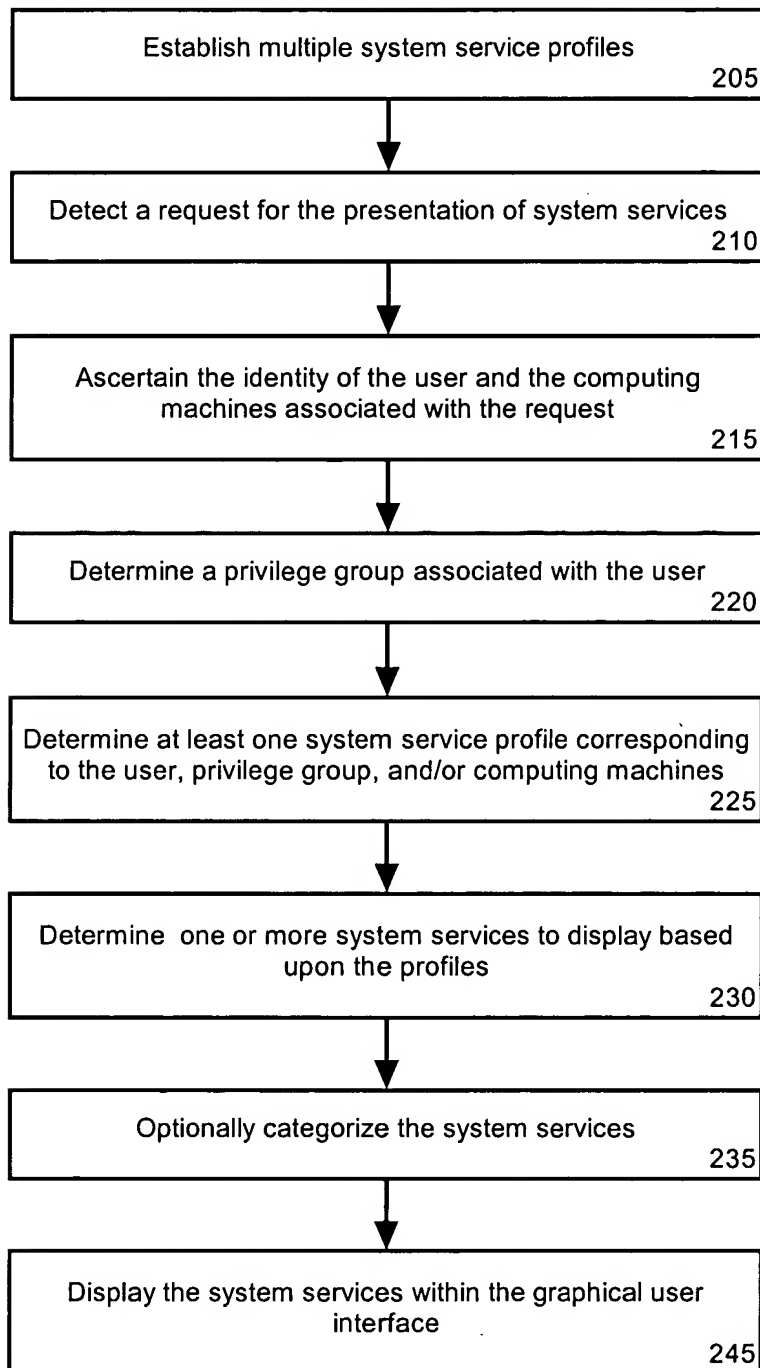 Establish multiple system service profiles
205
Detect a request for the presentation of system services
210
Ascertain the identity of the user and the computing
machines associated with the request
215
Determine a privilege group associated with the user
220
Determine at least one system service profile corresponding
to the user, privilege group, and/or computing machines
225
Determine one or more system services to display based
upon the profiles
230
Optionally categorize the system services
235
Display the system services within the graphical user
interface
245